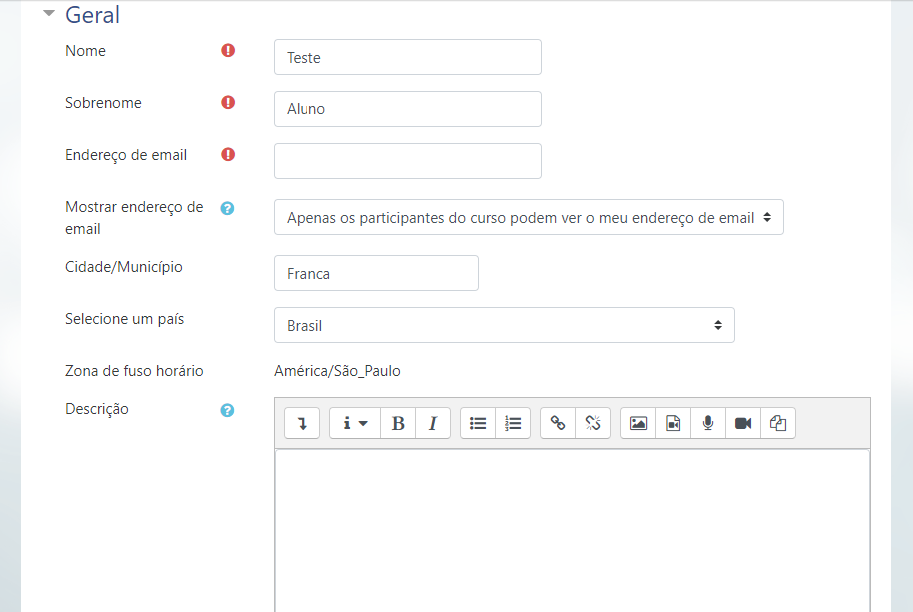 Geral
Nome
Teste
Sobrenome
Aluno
Endereço de email
Mostrar endereço de
email
Apenas os participantes do curso podem ver o meu endereço de email
Cidade/Município
Franca
Selecione um país
Brasil
Zona de fuso horário
América/São_Paulo
Descrição
i B I